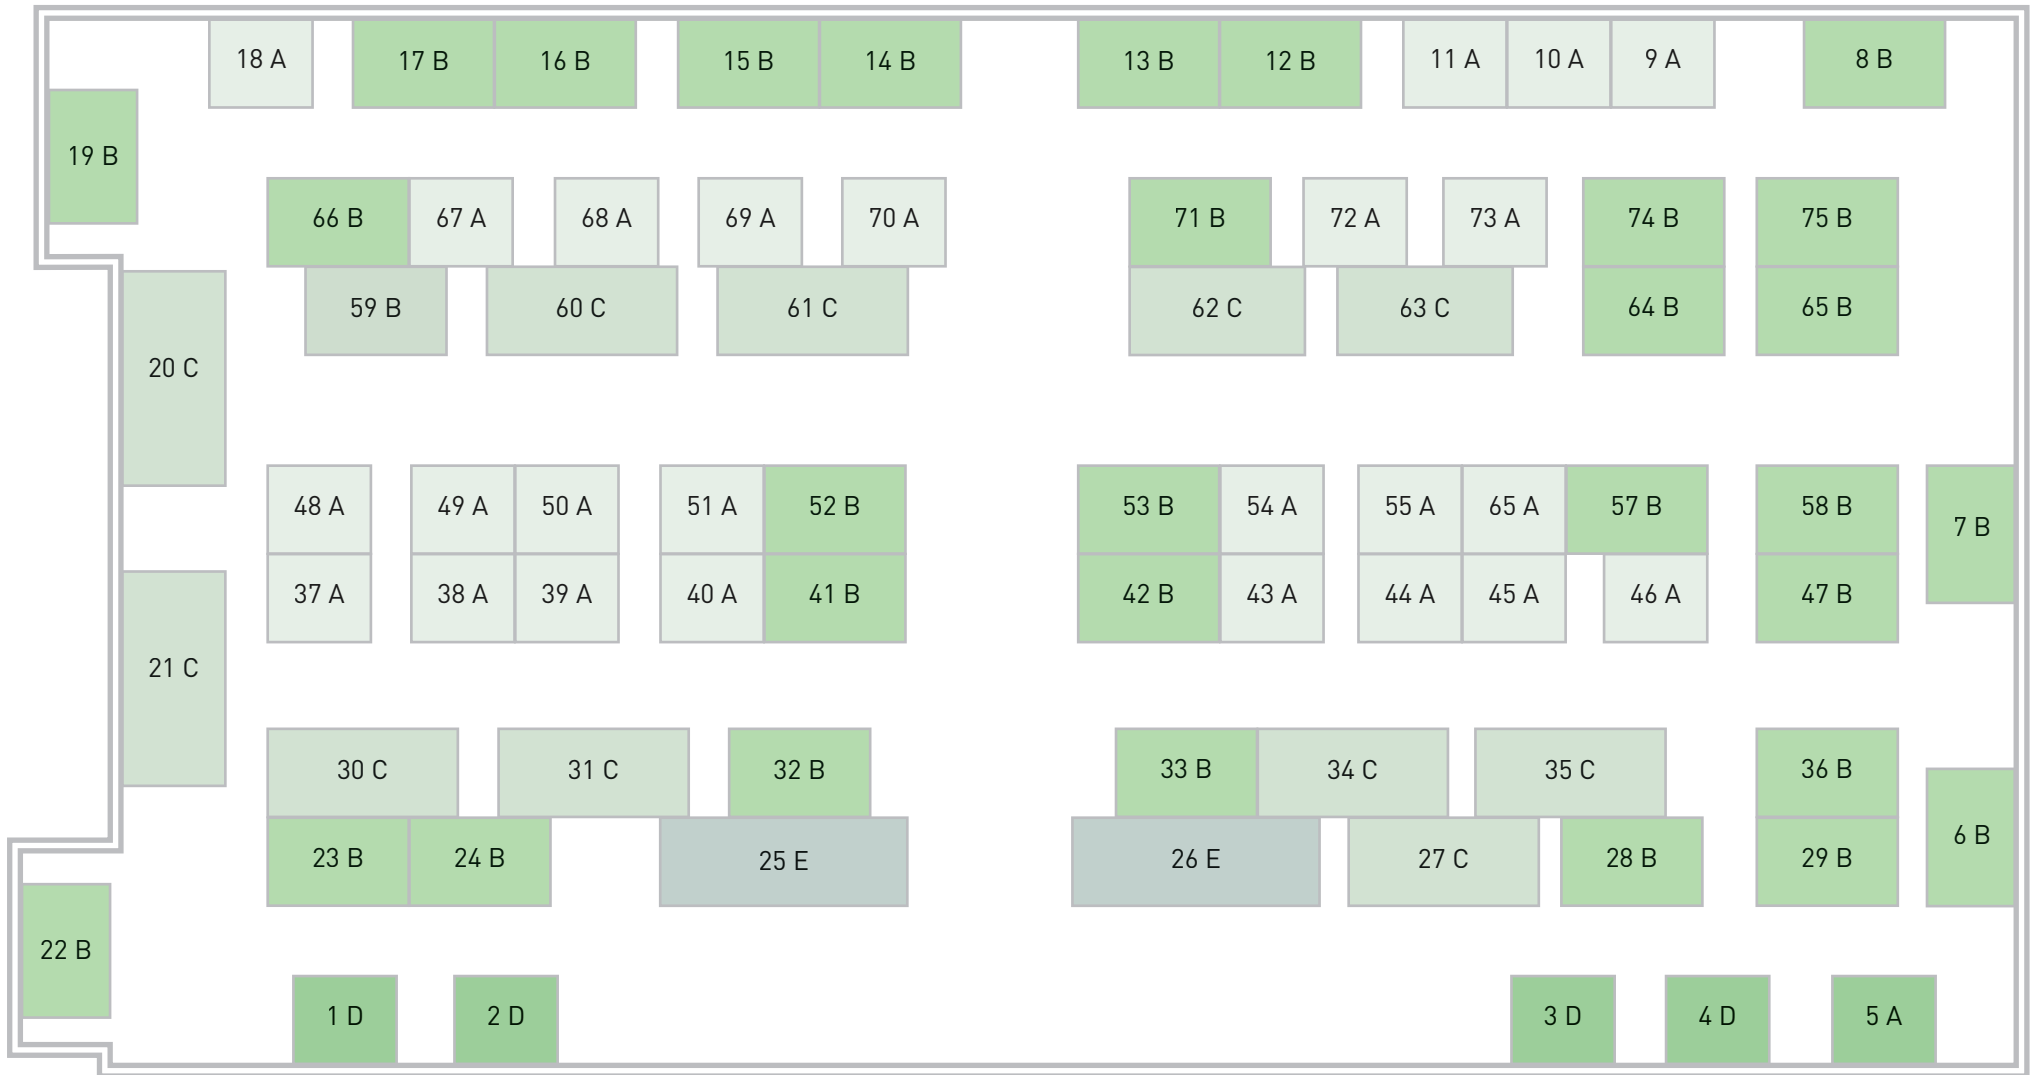 18 A 17 B 16 B 15 B 14 B 13 B 12 B 11 A 10 A 9 A 8 B
19 B
66 B 67 A 68 A 69 A 70 A 71 B 72 A 73 A 74 B 75 B
59 B 60 C 61 C 62 C 63 C 64 B 65 B
20 C
48 A 49 A 50 A 51 A 52 B 53 B 54 A 55 A 65 A 57 B 58 B
7 B
37 A 38 A 39 A 40 A 41 B 42 B 43 A 44 A 45 A 46 A 47 B
21 C
30 C 31 C 32 B 33 B 34 C 35 C 36 B
6 B
23 B 24 B 25 E 26 E 27 C 28 B 29 B
22 B
1 D 2 D 3 D 4 D 5 A